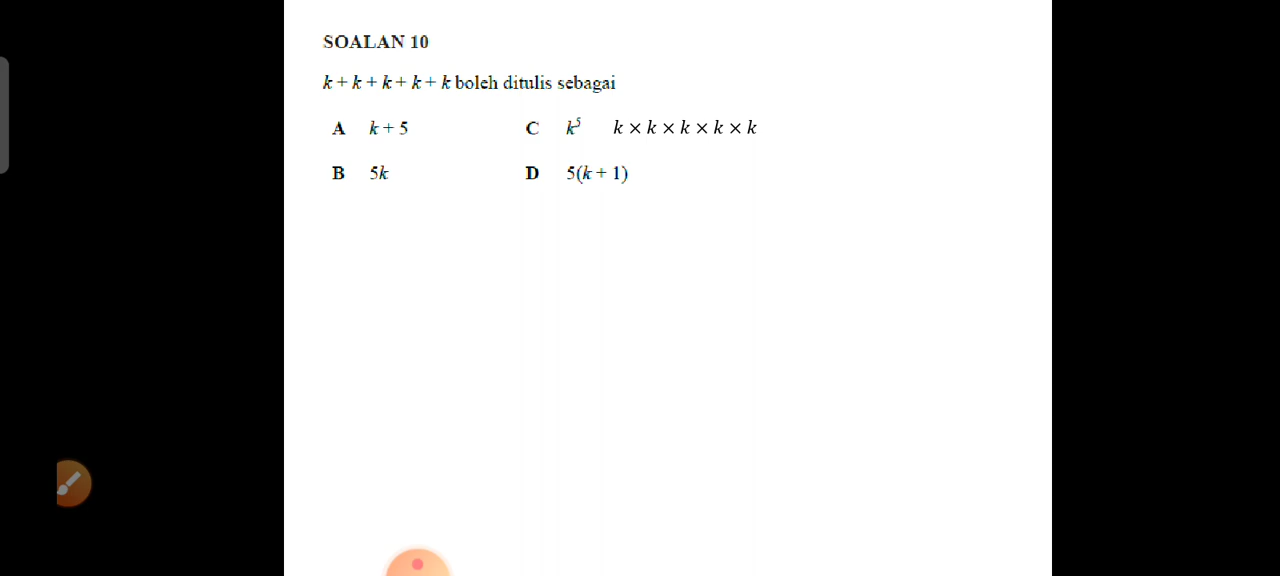 SOALAN 10
k + k + k + k + k boleh ditulis sebagai
A k + 5 C k⁵ k × k × k × k × k
B 5k D 5(k + 1)